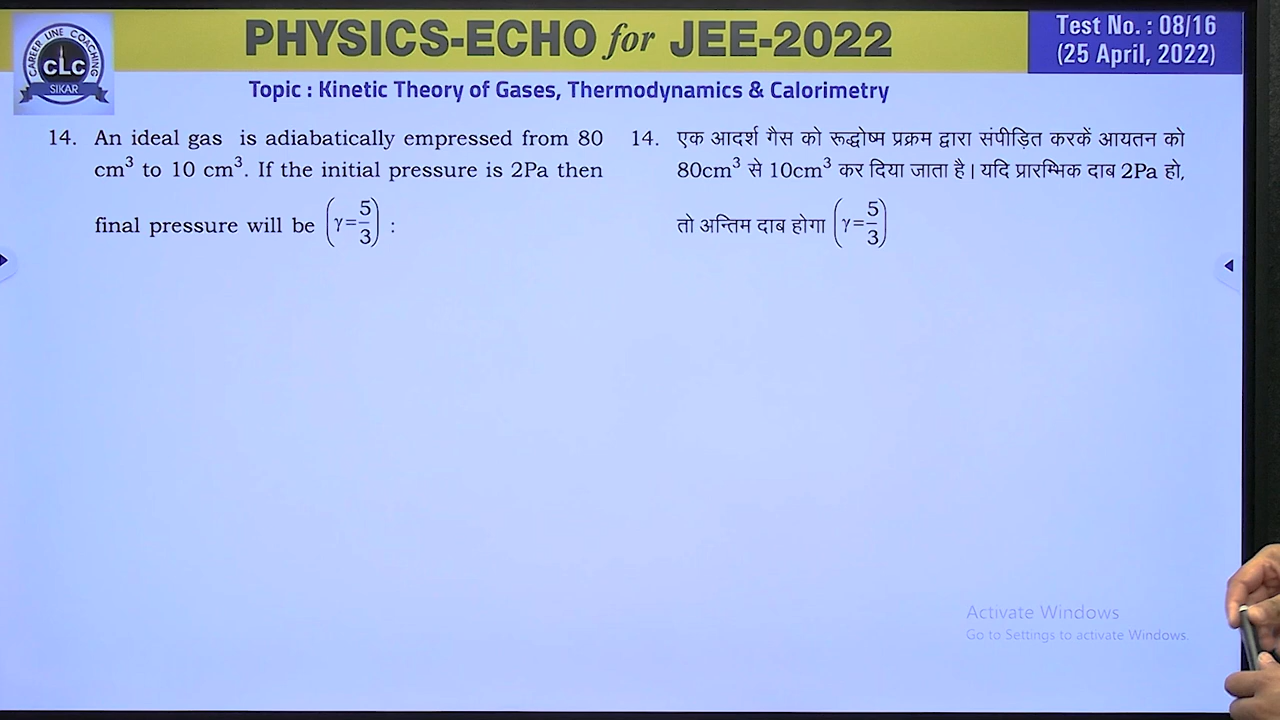 PHYSICS-ECHO for JEE-2022
Test No. : 08/16
(25 April, 2022)
CAREER LINE COACHING
CLC
SIKAR
Topic : Kinetic Theory of Gases, Thermodynamics & Calorimetry
14. An ideal gas is adiabatically empressed from 80
cm³ to 10 cm³. If the initial pressure is 2Pa then
final pressure will be (γ=5/3) :
14. एक आदर्श गैस को रूद्धोष्म प्रक्रम द्वारा संपीड़ित करकें आयतन को
80cm³ से 10cm³ कर दिया जाता है। यदि प्रारम्भिक दाब 2Pa हो,
तो अन्तिम दाब होगा (γ=5/3)
Activate Windows
Go to Settings to activate Windows.